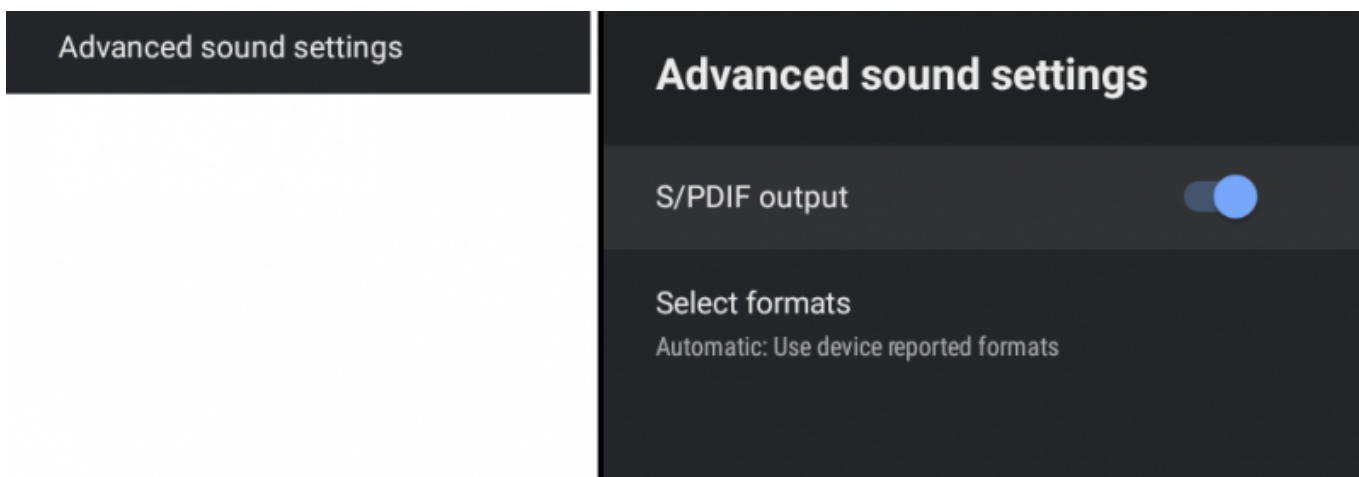 Advanced sound settings
Advanced sound settings
S/PDIF output
Select formats
Automatic: Use device reported formats